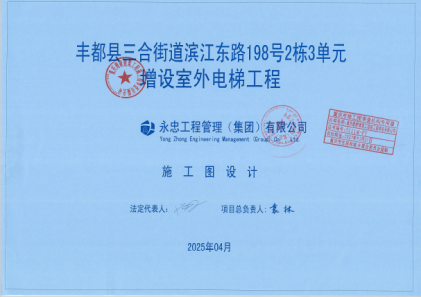 丰都县三合街道滨江东路198号2栋3单元
增设室外电梯工程
永忠工程管理（集团）有限公司
Yong Zhong Engineering Management (Group) Co., Ltd.
施工图设计
法定代表人：
项目总负责人：袁林
2025年04月